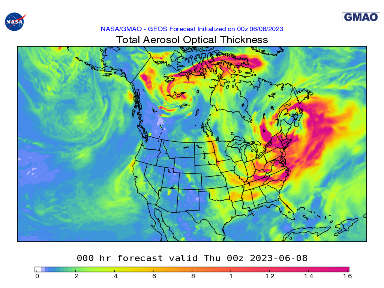 NASA
GMAO
NASA/GMAO - GEOS Forecast Initialized on 00z 06/08/2023
Total Aerosol Optical Thickness
000 hr forecast valid Thu 00z 2023-06-08
0 .2 .4 .6 .8 1 1.2 1.4 1.6